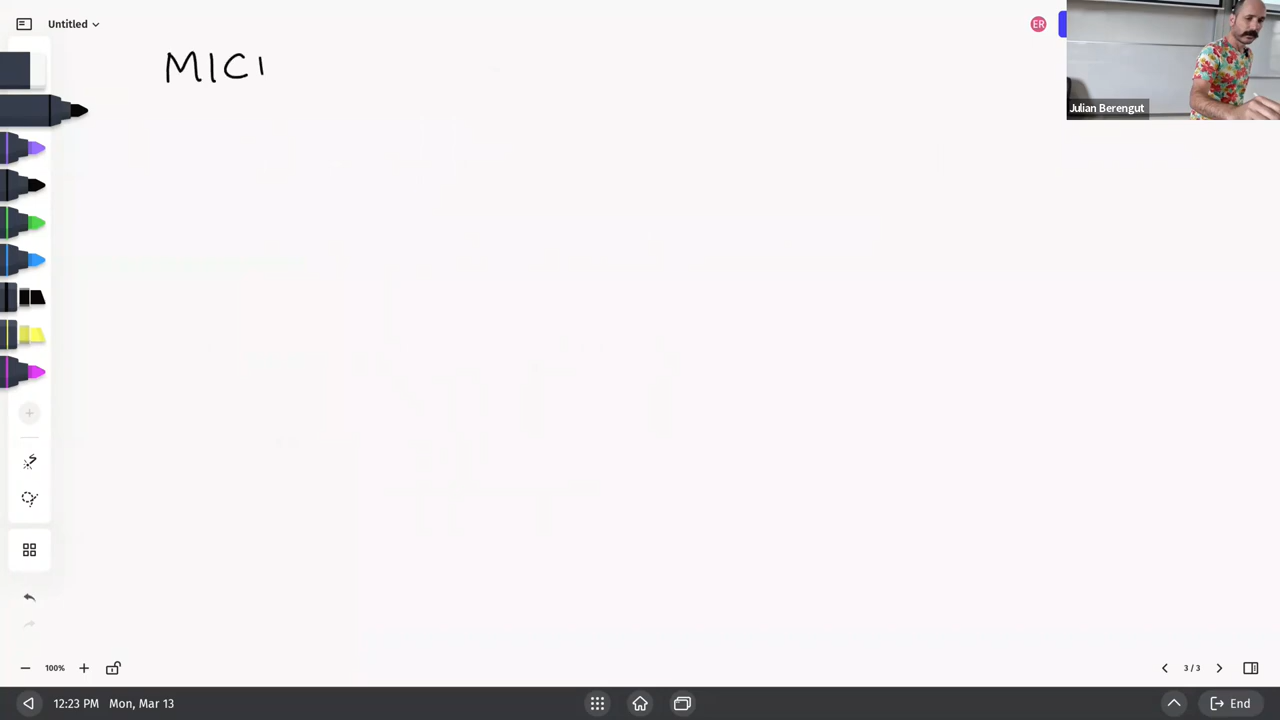 Untitled
ER
MICI
Julian Berengut
100%
3 / 3
12:23 PM Mon, Mar 13
End